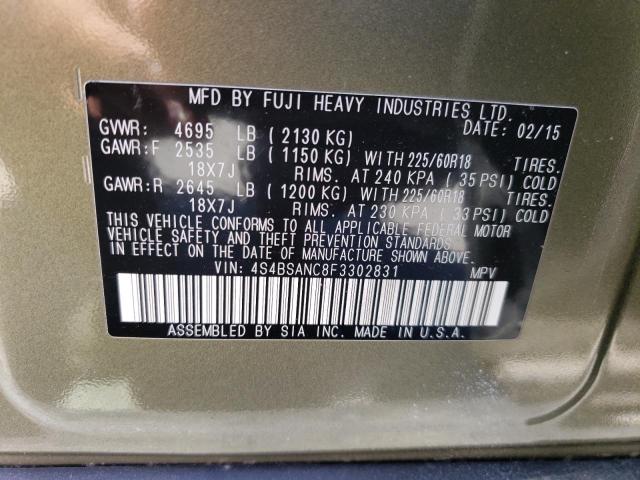 MFD BY FUJI HEAVY INDUSTRIES LTD.
GVWR: 4695 LB ( 2130 KG) DATE: 02/15
GAWR:F 2535 LB ( 1150 KG) WITH 225/60R18 TIRES.
18X7J RIMS. AT 240 KPA ( 35 PSI) COLD
GAWR:R 2645 LB ( 1200 KG) WITH 225/60R18 TIRES.
18X7J RIMS. AT 230 KPA ( 33 PSI) COLD
THIS VEHICLE CONFORMS TO ALL APPLICABLE FEDERAL MOTOR
VEHICLE SAFETY AND THEFT PREVENTION STANDARDS
IN EFFECT ON THE DATE OF MANUFACTURE SHOWN ABOVE.
VIN: 4S4BSANC8F3302831 MPV
ASSEMBLED BY SIA INC. MADE IN U.S.A.